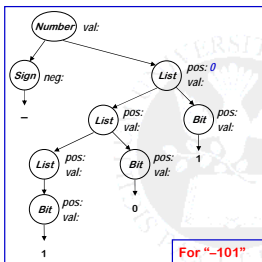 Number val:
Sign neg: List pos: 0
val:
– List pos:
val: Bit pos:
val:
List pos:
val: Bit pos:
val: 1
Bit pos:
val: 0
1
For “–101”